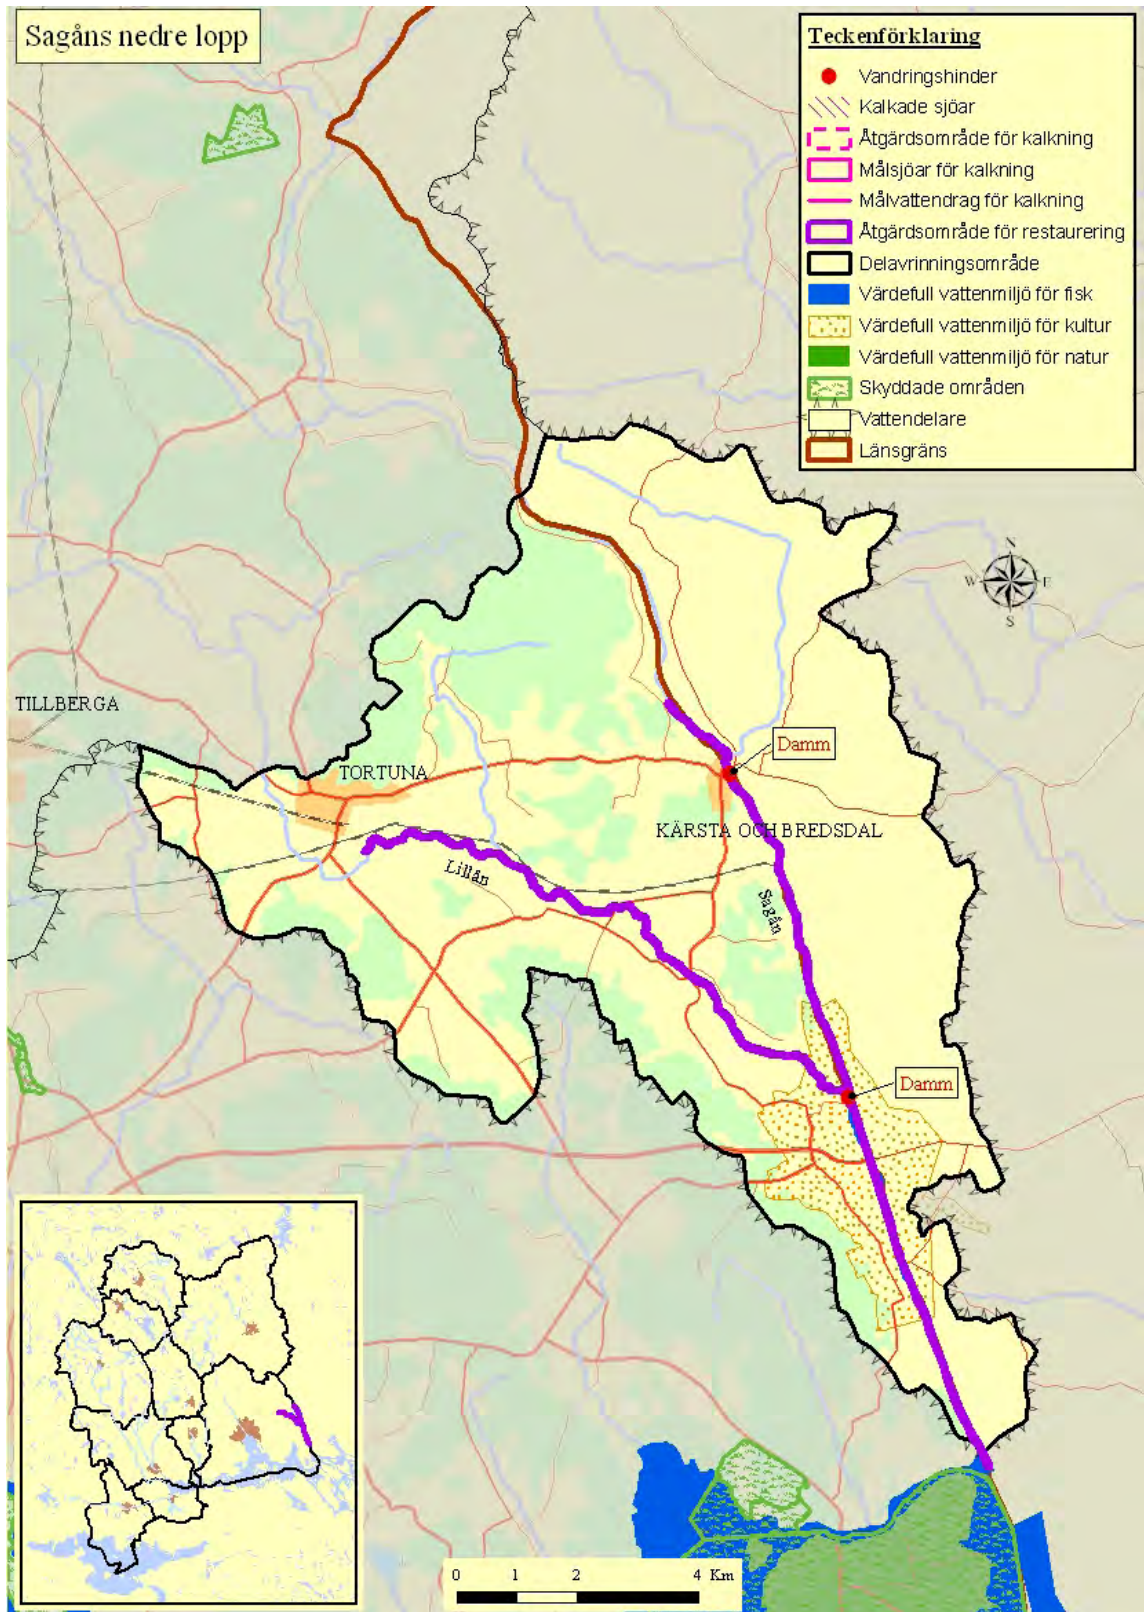 Sagåns nedre lopp
Teckenförklaring
Vandringshinder
Kalkade sjöar
Åtgärdsområde för kalkning
Målsjöar för kalkning
Målvattendrag för kalkning
Åtgärdsområde för restaurering
Delavrinningsområde
Värdefull vattenmiljö för fisk
Värdefull vattenmiljö för kultur
Värdefull vattenmiljö för natur
Skyddade områden
Vattendelare
Länsgräns
N
W E
S
TILLBERGA
Damm
TORTUNA
KÄRSTA OCH BREDSDAL
Lillån
Sagån
Damm
0 1 2 4 Km